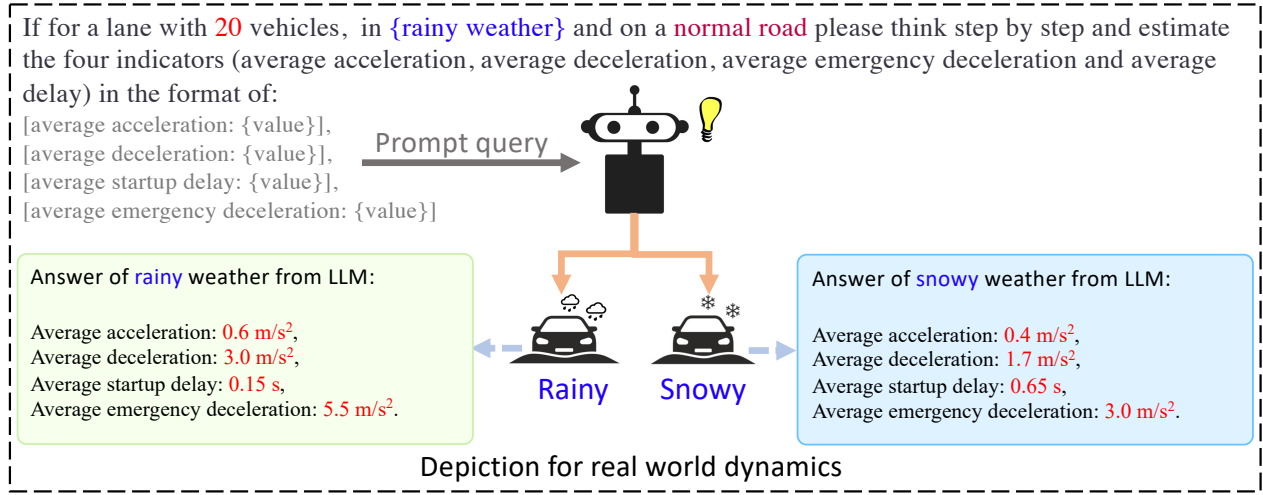 If for a lane with 20 vehicles, in {rainy weather} and on a normal road please think step by step and estimate
the four indicators (average acceleration, average deceleration, average emergency deceleration and average
delay) in the format of:
[average acceleration: {value}],
[average deceleration: {value}],
[average startup delay: {value}],
[average emergency deceleration: {value}]
Prompt query
Answer of rainy weather from LLM:
Average acceleration: 0.6 m/s²,
Average deceleration: 3.0 m/s²,
Average startup delay: 0.15 s,
Average emergency deceleration: 5.5 m/s².
Rainy
Snowy
Answer of snowy weather from LLM:
Average acceleration: 0.4 m/s²,
Average deceleration: 1.7 m/s²,
Average startup delay: 0.65 s,
Average emergency deceleration: 3.0 m/s².
Depiction for real world dynamics